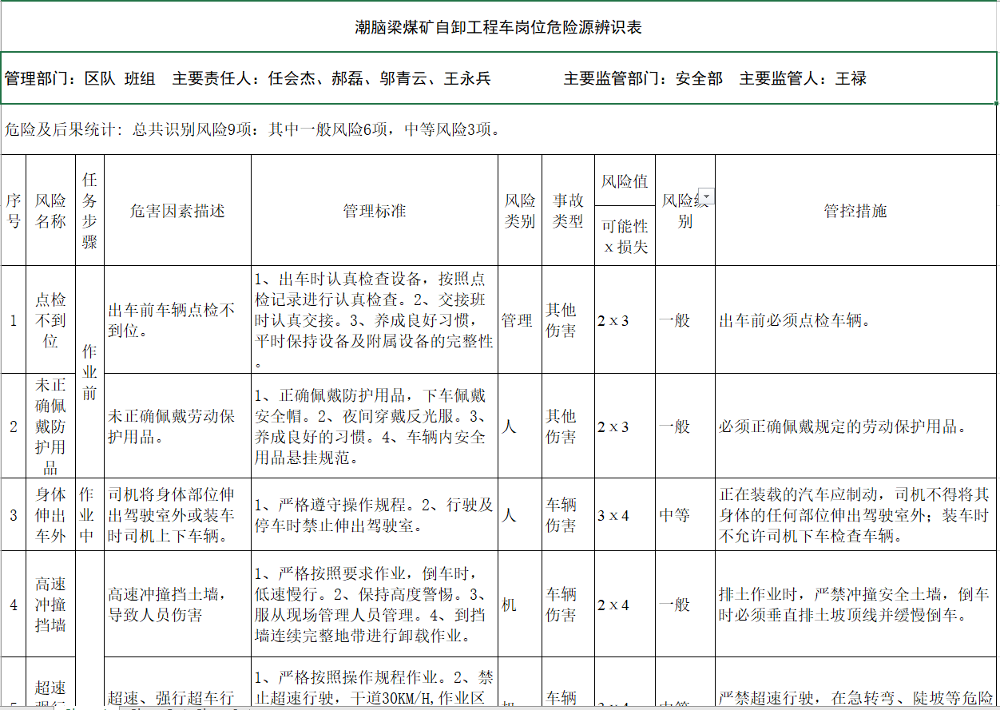 潮脑梁煤矿自卸工程车岗位危险源辨识表
管理部门：区队 班组 主要责任人：任会杰、郝磊、邬青云、王永兵 主要监管部门：安全部 主要监管人：王禄
危险及后果统计：总共识别风险9项：其中一般风险6项，中等风险3项。
序
号
风险
名称
任
务
步
骤
危害因素描述
管理标准
风险
类别
事故
类型
风险值
可能性
x 损失
风险级
别
管控措施
1
点检
不到
位
作
业
前
出车前车辆点检不
到位。
1、出车时认真检查设备，按照点
检记录进行认真检查。2、交接班
时认真交接。3、养成良好习惯，
平时保持设备及附属设备的完整性
。
管理
其他
伤害
2 x 3
一般
出车前必须点检车辆。
2
未正
确佩
戴防
护用
品
未正确佩戴劳动保
护用品。
1、正确佩戴防护用品，下车佩戴
安全帽。2、夜间穿戴反光服。3、
养成良好的习惯。4、车辆内安全
用品悬挂规范。
人
其他
伤害
2 x 3
一般
必须正确佩戴规定的劳动保护用品。
3
身体
伸出
车外
作
业
中
司机将身体部位伸
出驾驶室外或装车
时司机上下车辆。
1、严格遵守操作规程。2、行驶及
停车时禁止伸出驾驶室。
人
车辆
伤害
3 x 4
中等
正在装载的汽车应制动，司机不得将其
身体的任何部位伸出驾驶室外；装车时
不允许司机下车检查车辆。
4
高速
冲撞
挡墙
高速冲撞挡土墙，
导致人员伤害
1、严格按照要求作业，倒车时，
低速慢行。2、保持高度警惕。3、
服从现场管理人员管理。4、到挡
墙连续完整地带进行卸载作业。
机
车辆
伤害
2 x 4
一般
排土作业时，严禁冲撞安全土墙，倒车
时必须垂直排土坡顶线并缓慢倒车。
超速
超速、强行超车行
1、严格按照操作规程作业。2、禁
止超速行驶，干道30KM/H,作业区
车辆
严禁超速行驶，在急转弯、陡坡等危险